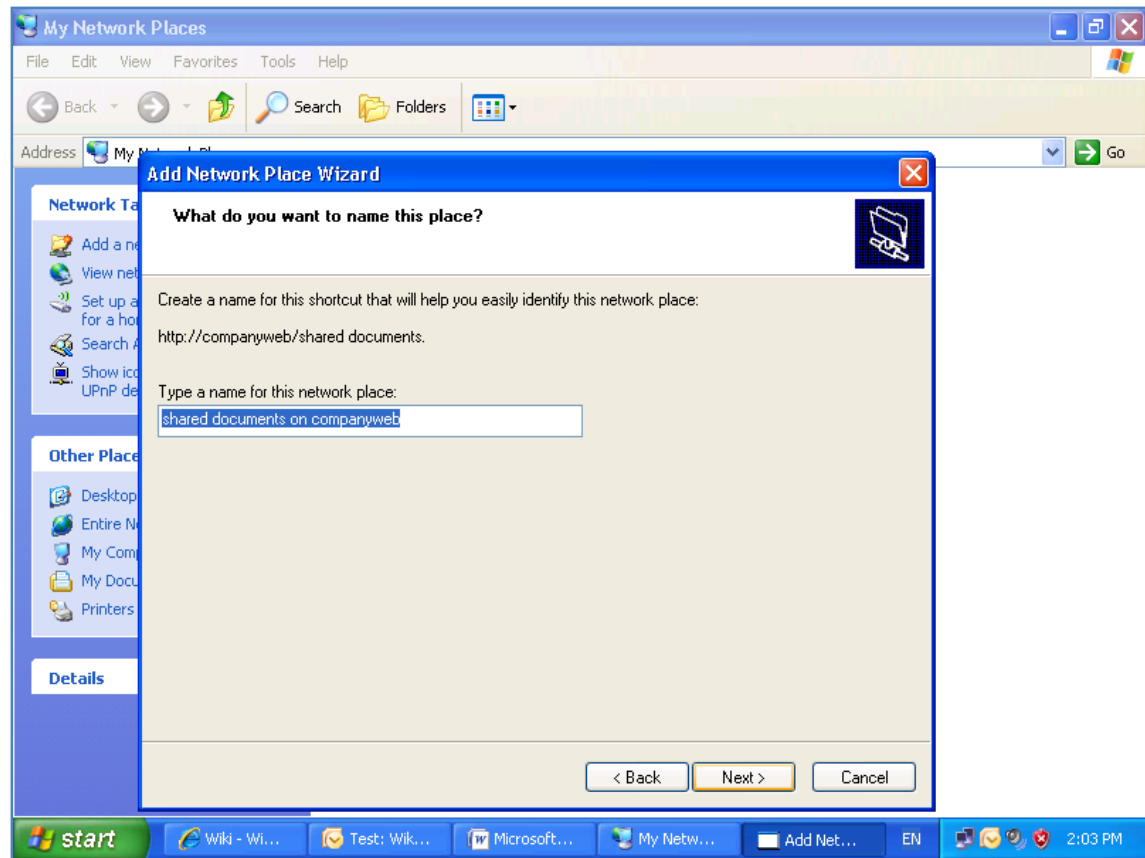 My Network Places
File Edit View Favorites Tools Help
Back Search Folders
Address My Go
Add Network Place Wizard
What do you want to name this place?
Create a name for this shortcut that will help you easily identify this network place:
http://companyweb/shared documents.
Type a name for this network place:
shared documents on companyweb
< Back Next > Cancel
Network Ta
Add a ne
View net
Set up a
for a hor
Search A
Show ico
UPnP de
Other Place
Desktop
Entire Ne
My Comp
My Docu
Printers
Details
start Wiki - Wi... Test: Wik... Microsoft... My Netw... Add Net... EN 2:03 PM